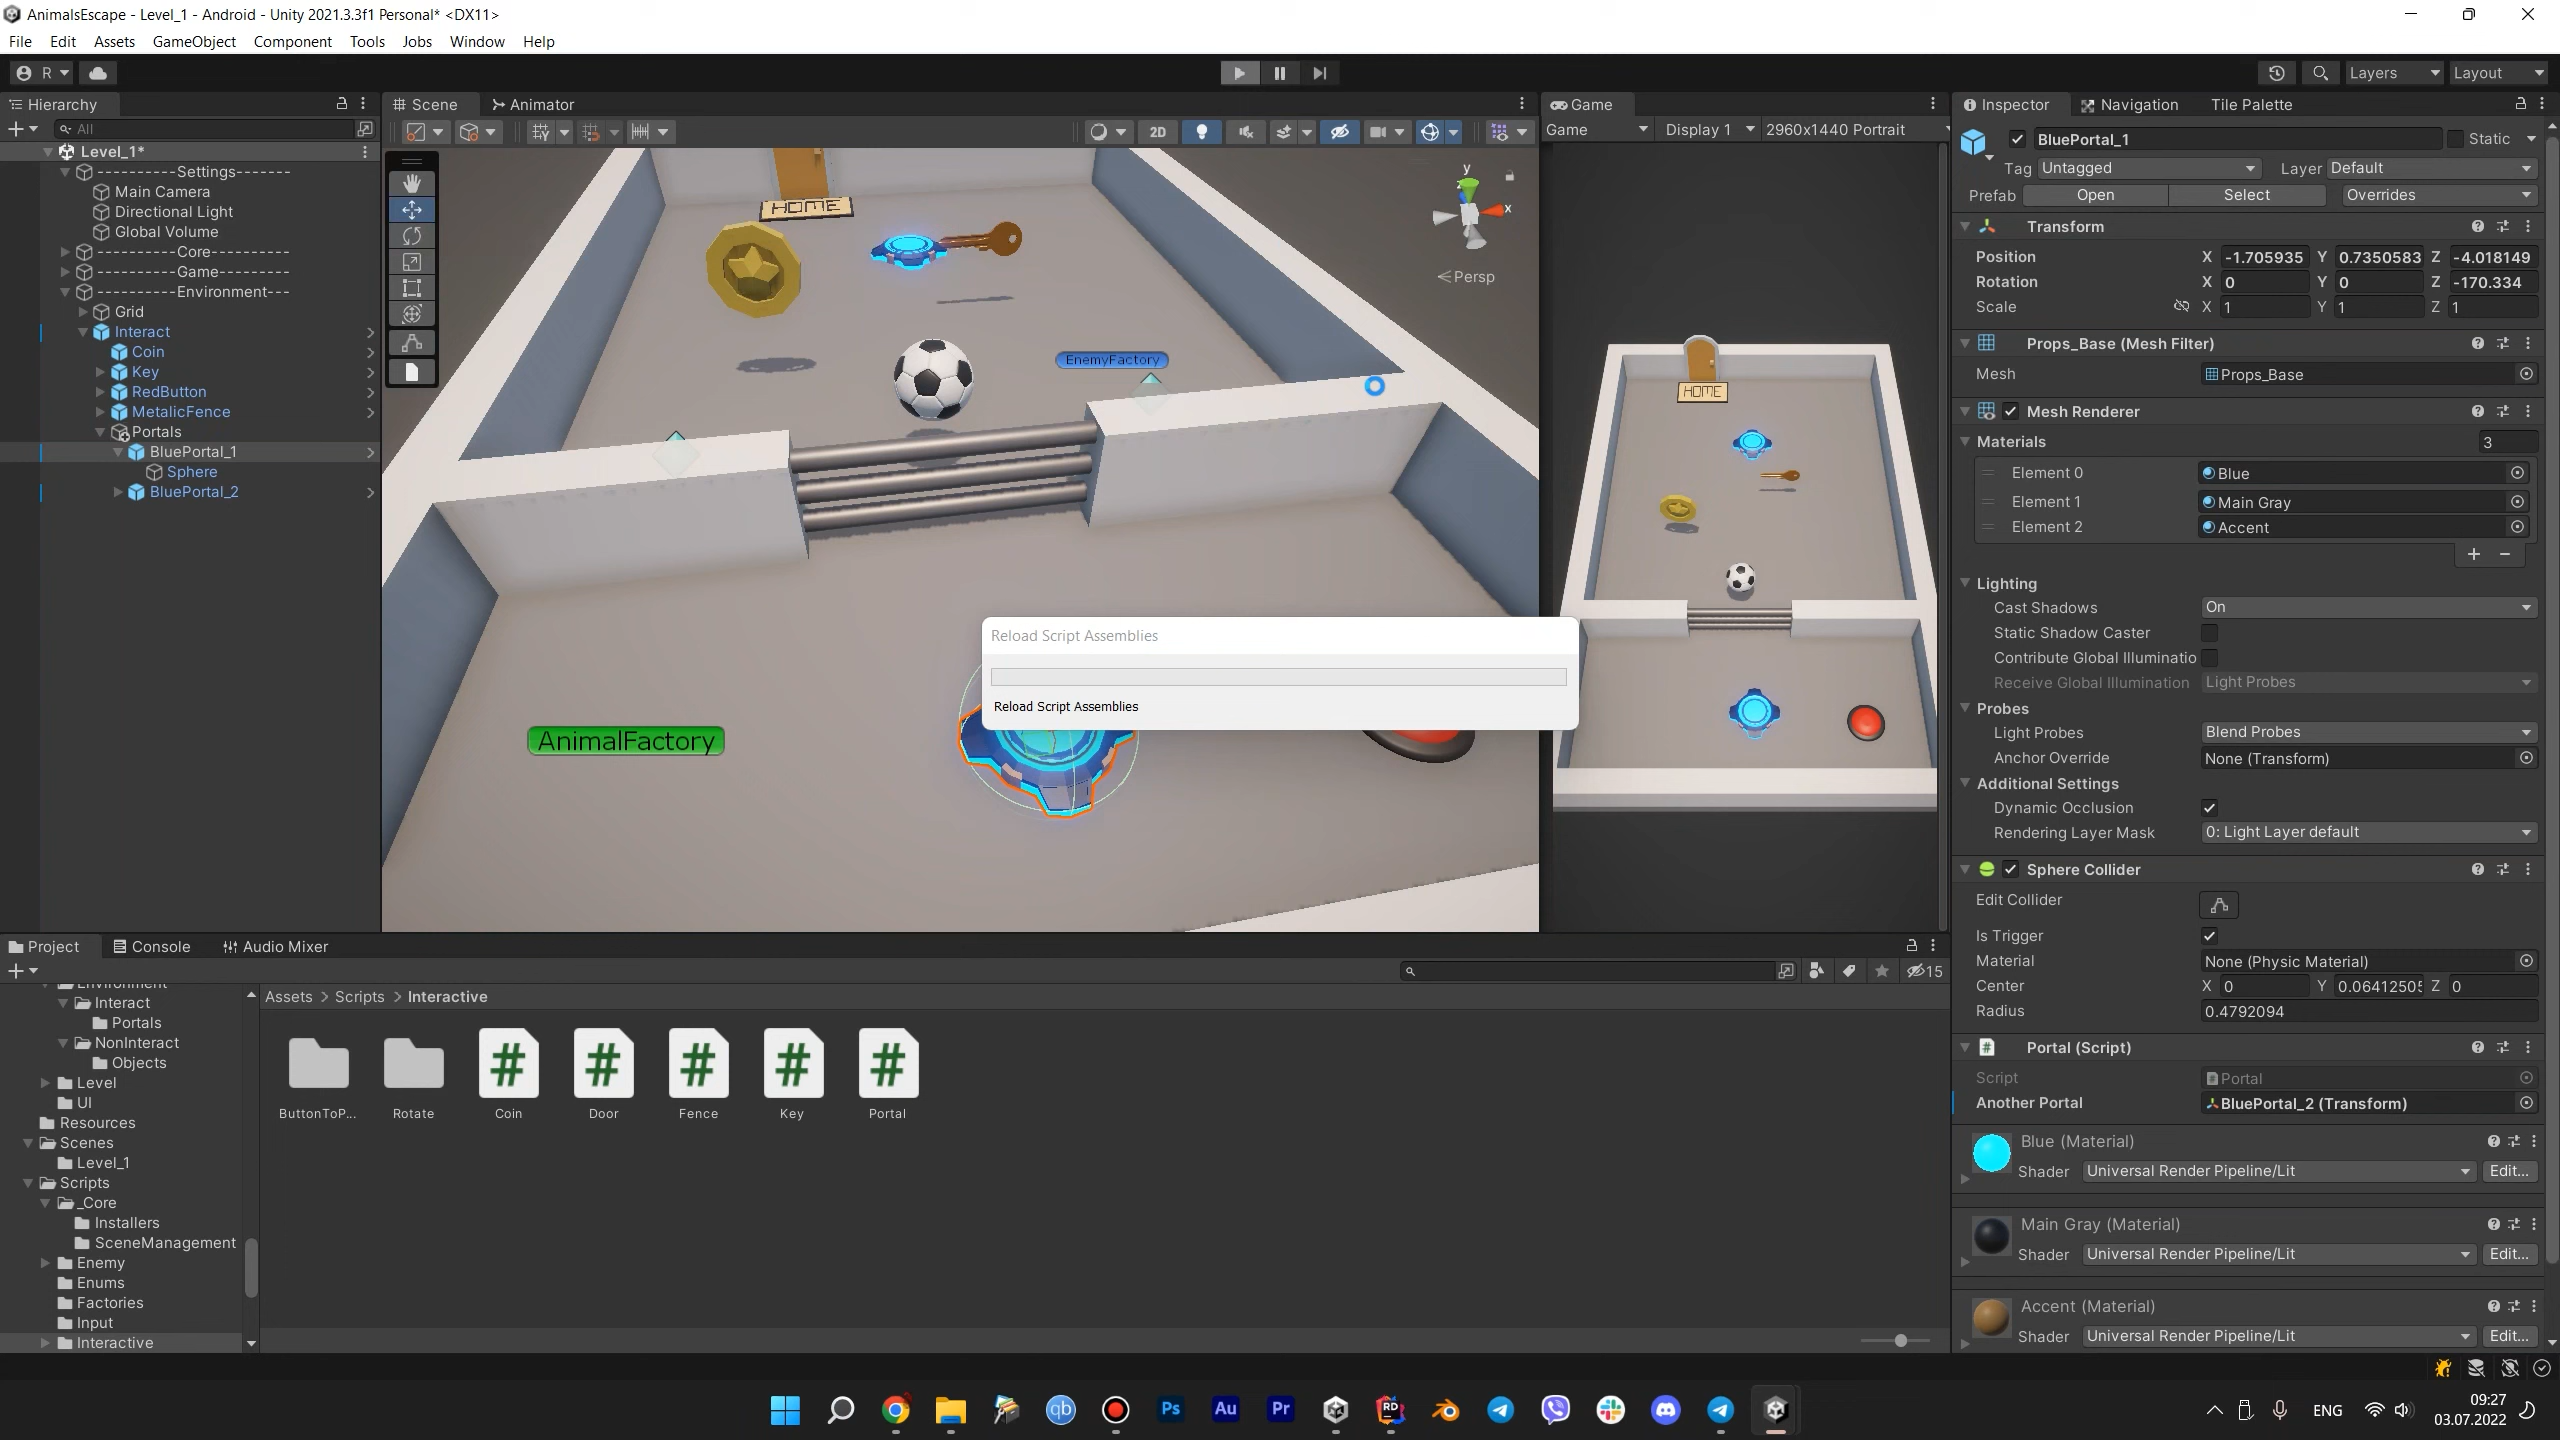 AnimalsEscape - Level_1 - Android - Unity 2021.3.3f1 Personal* <DX11>
File Edit Assets GameObject Component Tools Jobs Window Help
R Layers Layout
Hierarchy Scene Animator Game Inspector Navigation Tile Palette
All 2D Game Display 1 2960x1440 Portrait
BluePortal_1 Static
Tag Untagged Layer Default
Prefab Open Select Overrides
Level_1*
----------Settings-------
Main Camera
Directional Light
Global Volume
----------Core----------
----------Game----------
----------Environment---
Grid
Interact
Coin
Key
RedButton
MetalicFence
Portals
BluePortal_1
Sphere
BluePortal_2
HOME
EnemyFactory
AnimalFactory
y
z
x
Persp
HOME
Reload Script Assemblies
Reload Script Assemblies
Transform
Position X -1.705935 Y 0.7350583 Z -4.018149
Rotation X 0 Y 0 Z -170.334
Scale X 1 Y 1 Z 1
Props_Base (Mesh Filter)
Mesh Props_Base
Mesh Renderer
Materials 3
Element 0 Blue
Element 1 Main Gray
Element 2 Accent
Lighting
Cast Shadows On
Static Shadow Caster
Contribute Global Illuminatio
Receive Global Illumination Light Probes
Probes
Light Probes Blend Probes
Anchor Override None (Transform)
Additional Settings
Dynamic Occlusion
Rendering Layer Mask 0: Light Layer default
Sphere Collider
Edit Collider
Is Trigger
Material None (Physic Material)
Center X 0 Y 0.06412505 Z 0
Radius 0.4792094
Portal (Script)
Script Portal
Another Portal BluePortal_2 (Transform)
Blue (Material)
Shader Universal Render Pipeline/Lit Edit...
Main Gray (Material)
Shader Universal Render Pipeline/Lit Edit...
Accent (Material)
Shader Universal Render Pipeline/Lit Edit...
Project Console Audio Mixer
15
Environment
Interact
Portals
NonInteract
Objects
Level
UI
Resources
Scenes
Level_1
Scripts
_Core
Installers
SceneManagement
Enemy
Enums
Factories
Input
Interactive
Assets > Scripts > Interactive
ButtonToP... Rotate Coin Door Fence Key Portal
qb Ps Au Pr RD
ENG
09:27
03.07.2022